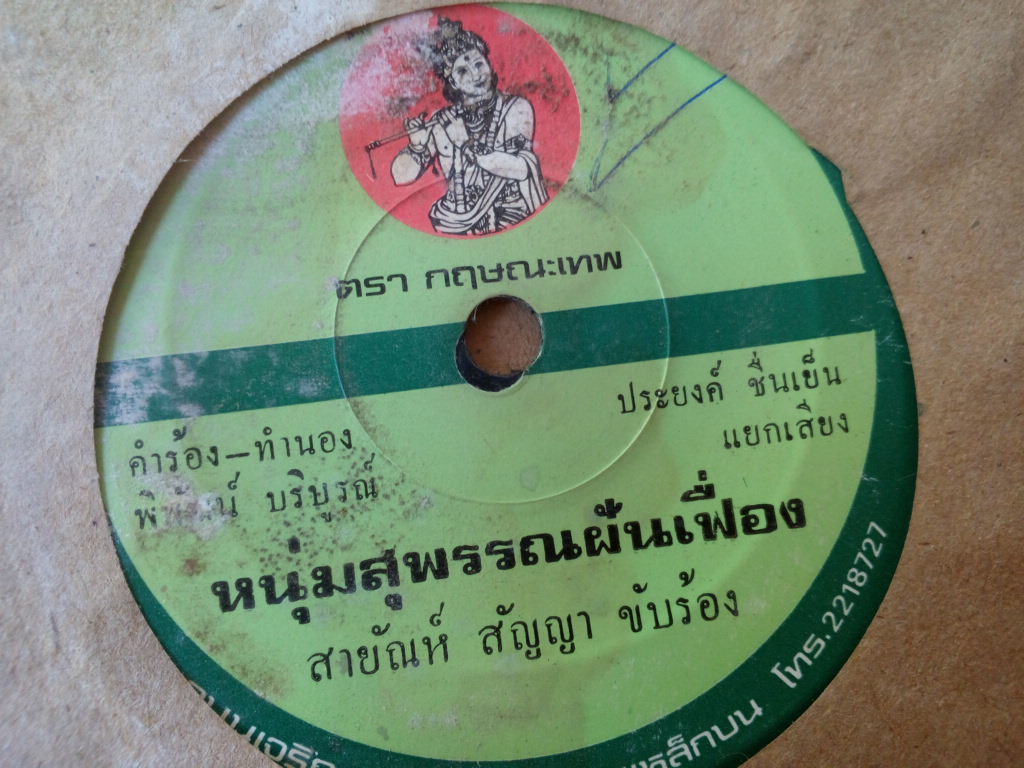 ตรา กฤษณะเทพ
คำร้อง–ทำนอง
บริบูรณ์
ประยงค์ ชื่นเย็น
แยกเสียง
หนุ่มสุพรรณฝันเฟื่อง
สายัณห์ สัญญา ขับร้อง
โทร.2218727